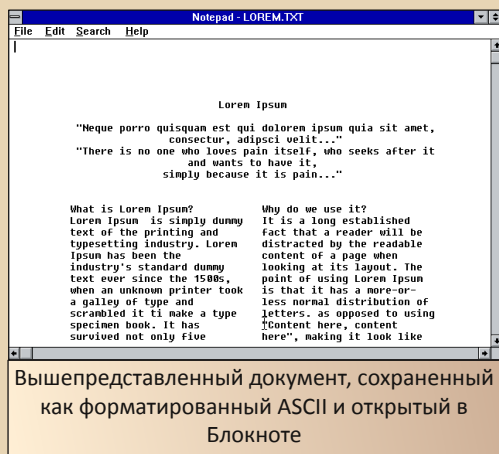 Notepad - LOREM.TXT
File Edit Search Help
Lorem Ipsum
"Neque porro quisquam est qui dolorem ipsum quia sit amet,
consectur, adipsci velit..."
"There is no one who loves pain itself, who seeks after it
and wants to have it,
simply because it is pain..."
What is Lorem Ipsum?
Lorem Ipsum is simply dummy
text of the printing and
typesetting industry. Lorem
Ipsum has been the
industry's standard dummy
text ever since the 1500s,
when an unknown printer took
a galley of type and
scrambled it ti make a type
specimen book. It has
survived not only five
Why do we use it?
It is a long established
fact that a reader will be
distracted by the readable
content of a page when
looking at its layout. The
point of using Lorem Ipsum
is that it has a more-or-
less normal distribution of
letters. as opposed to using
"Content here, content
here", making it look like
Вышепредставленный документ, сохраненный
как форматированный ASCII и открытый в
Блокноте